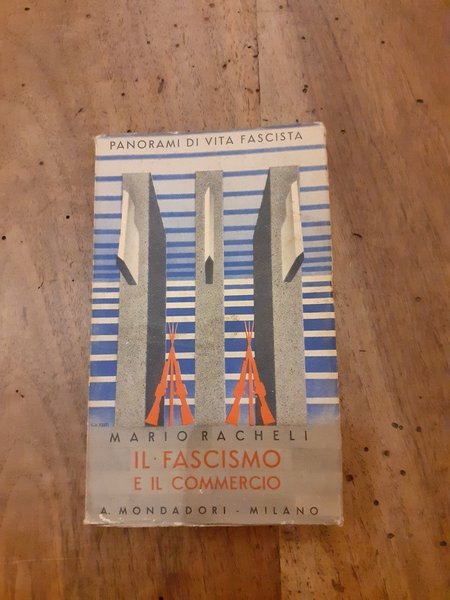 PANORAMI DI VITA FASCISTA
MARIO RACHELI
IL·FASCISMO
E IL COMMERCIO
A. MONDADORI - MILANO